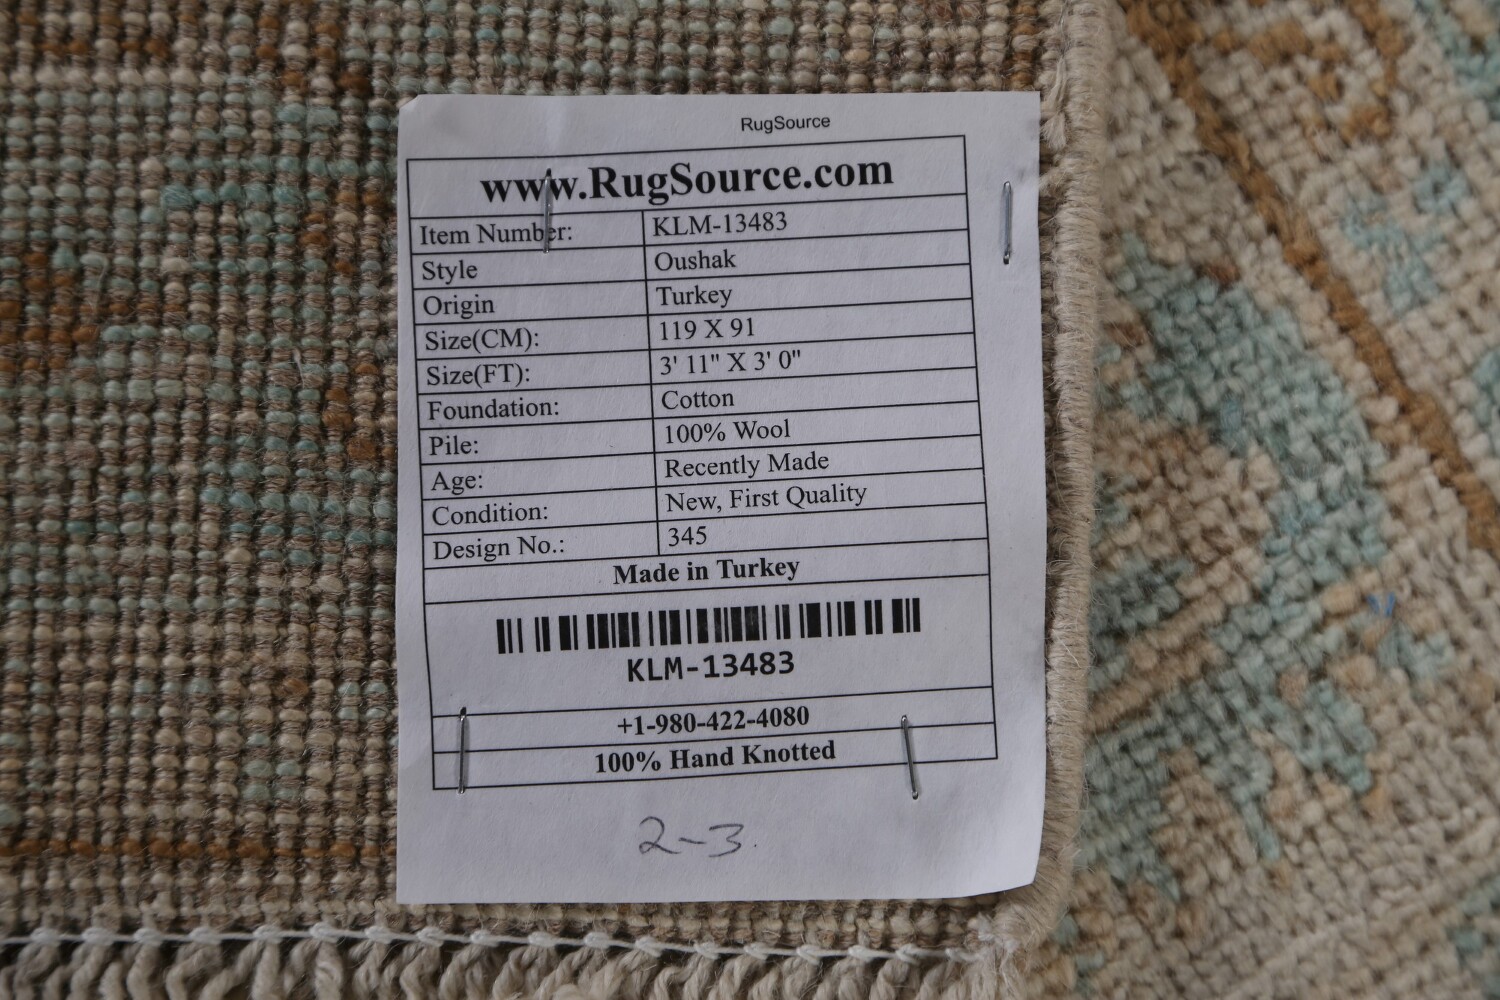 RugSource
www.RugSource.com
Item Number: KLM-13483
Style Oushak
Origin Turkey
Size(CM): 119 X 91
Size(FT): 3' 11" X 3' 0"
Foundation: Cotton
Pile: 100% Wool
Age: Recently Made
Condition: New, First Quality
Design No.: 345
Made in Turkey
KLM-13483
+1-980-422-4080
100% Hand Knotted
2-3.